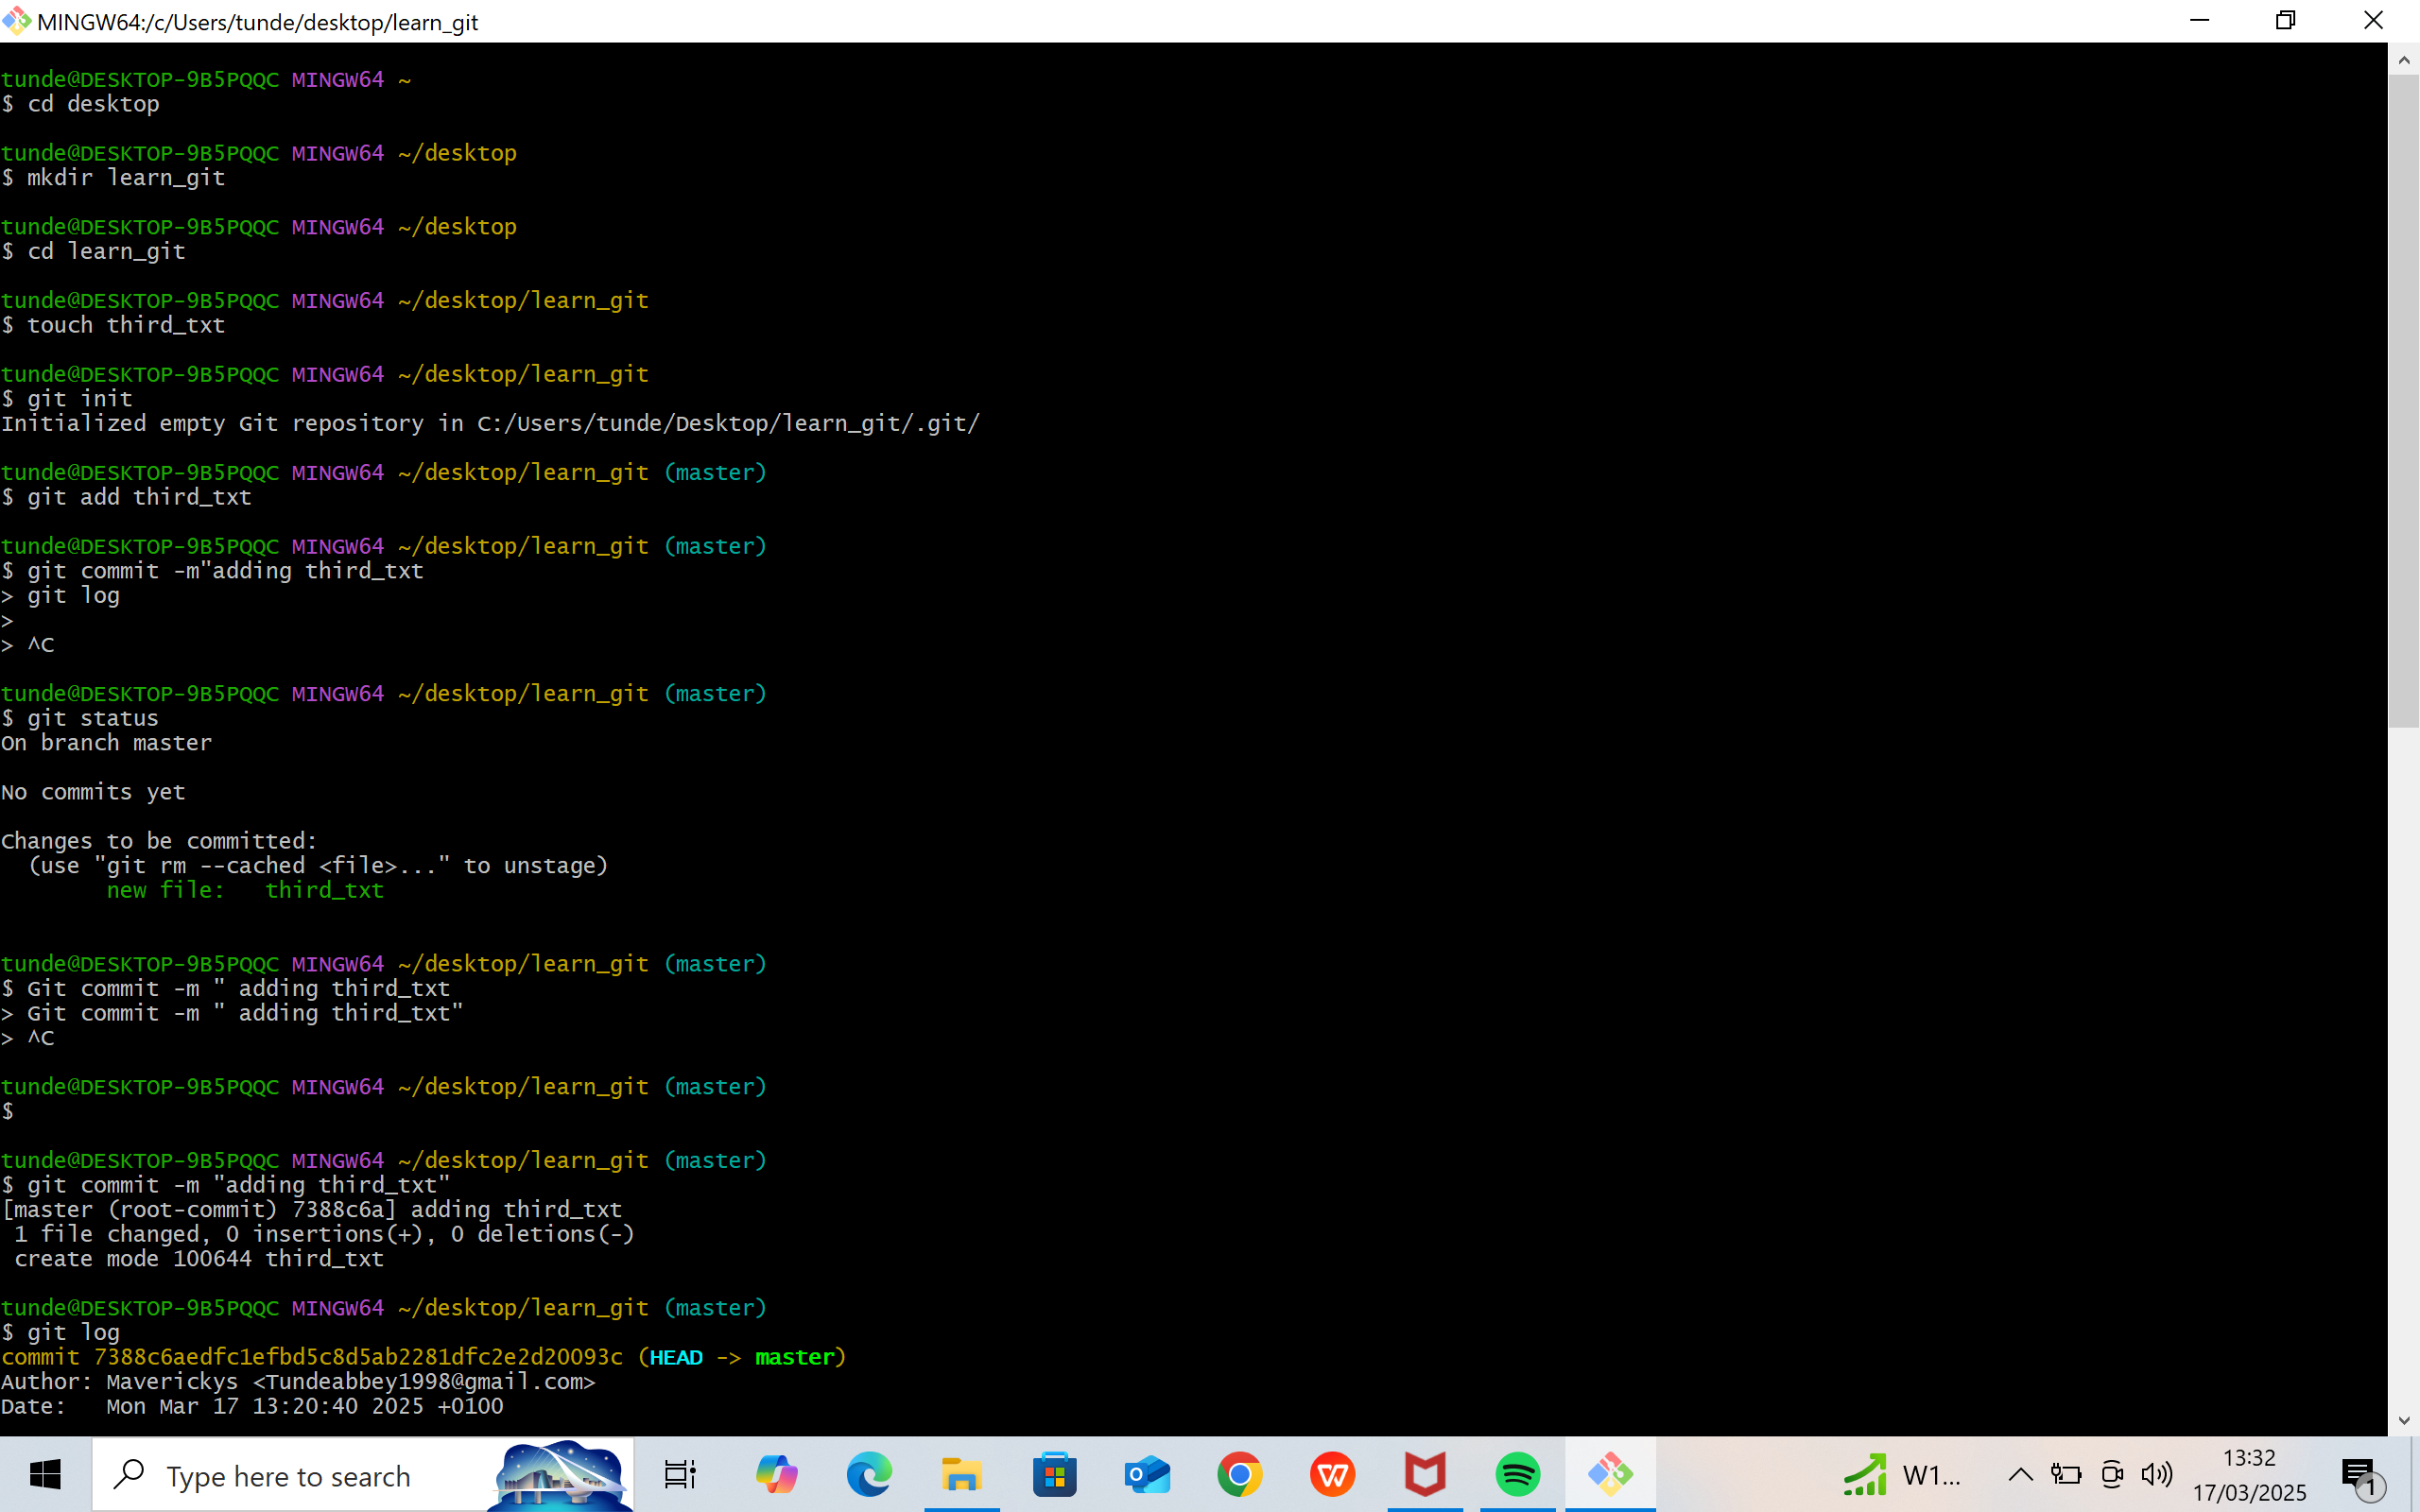 MINGW64:/c/Users/tunde/desktop/learn_git
tunde@DESKTOP-9B5PQQC MINGW64 ~
$ cd desktop
tunde@DESKTOP-9B5PQQC MINGW64 ~/desktop
$ mkdir learn_git
tunde@DESKTOP-9B5PQQC MINGW64 ~/desktop
$ cd learn_git
tunde@DESKTOP-9B5PQQC MINGW64 ~/desktop/learn_git
$ touch third_txt
tunde@DESKTOP-9B5PQQC MINGW64 ~/desktop/learn_git
$ git init
Initialized empty Git repository in C:/Users/tunde/Desktop/learn_git/.git/
tunde@DESKTOP-9B5PQQC MINGW64 ~/desktop/learn_git (master)
$ git add third_txt
tunde@DESKTOP-9B5PQQC MINGW64 ~/desktop/learn_git (master)
$ git commit -m"adding third_txt
> git log
>
> ^C
tunde@DESKTOP-9B5PQQC MINGW64 ~/desktop/learn_git (master)
$ git status
On branch master
No commits yet
Changes to be committed:
  (use "git rm --cached <file>..." to unstage)
        new file:   third_txt
tunde@DESKTOP-9B5PQQC MINGW64 ~/desktop/learn_git (master)
$ Git commit -m " adding third_txt
> Git commit -m " adding third_txt"
> ^C
tunde@DESKTOP-9B5PQQC MINGW64 ~/desktop/learn_git (master)
$
tunde@DESKTOP-9B5PQQC MINGW64 ~/desktop/learn_git (master)
$ git commit -m "adding third_txt"
[master (root-commit) 7388c6a] adding third_txt
 1 file changed, 0 insertions(+), 0 deletions(-)
 create mode 100644 third_txt
tunde@DESKTOP-9B5PQQC MINGW64 ~/desktop/learn_git (master)
$ git log
commit 7388c6aedfc1efbd5c8d5ab2281dfc2e2d20093c (HEAD -> master)
Author: Maverickys <Tundeabbey1998@gmail.com>
Date:   Mon Mar 17 13:20:40 2025 +0100
Type here to search
W1...
13:32
17/03/2025
1